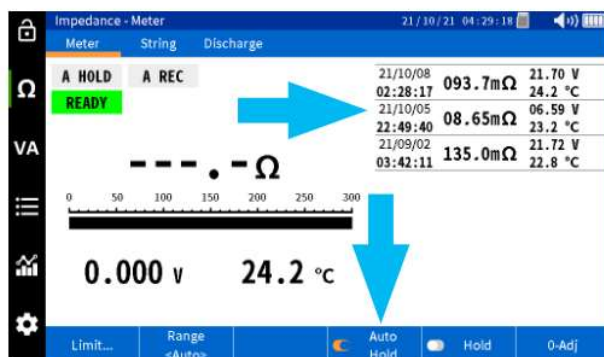 Impedance - Meter 21/10/21 04:29:18
Meter String Discharge
A HOLD A REC
READY
21/10/08 02:28:17 093.7mΩ 21.70 V 24.2 °C
21/10/05 22:49:40 08.65mΩ 06.59 V 23.2 °C
21/09/02 03:42:11 135.0mΩ 21.72 V 22.8 °C
Ω
VA
---.-Ω
0 50 100 150 200 250 300
0.000 V 24.2 °C
Limit... Range <Auto> Auto Hold Hold 0-Adj